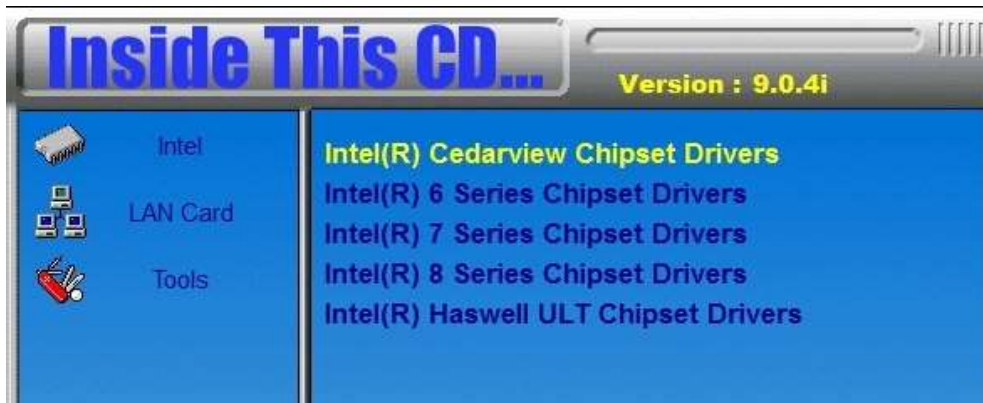 Inside This CD...
Version : 9.0.4i
Intel
LAN Card
Tools
Intel(R) Cedarview Chipset Drivers
Intel(R) 6 Series Chipset Drivers
Intel(R) 7 Series Chipset Drivers
Intel(R) 8 Series Chipset Drivers
Intel(R) Haswell ULT Chipset Drivers